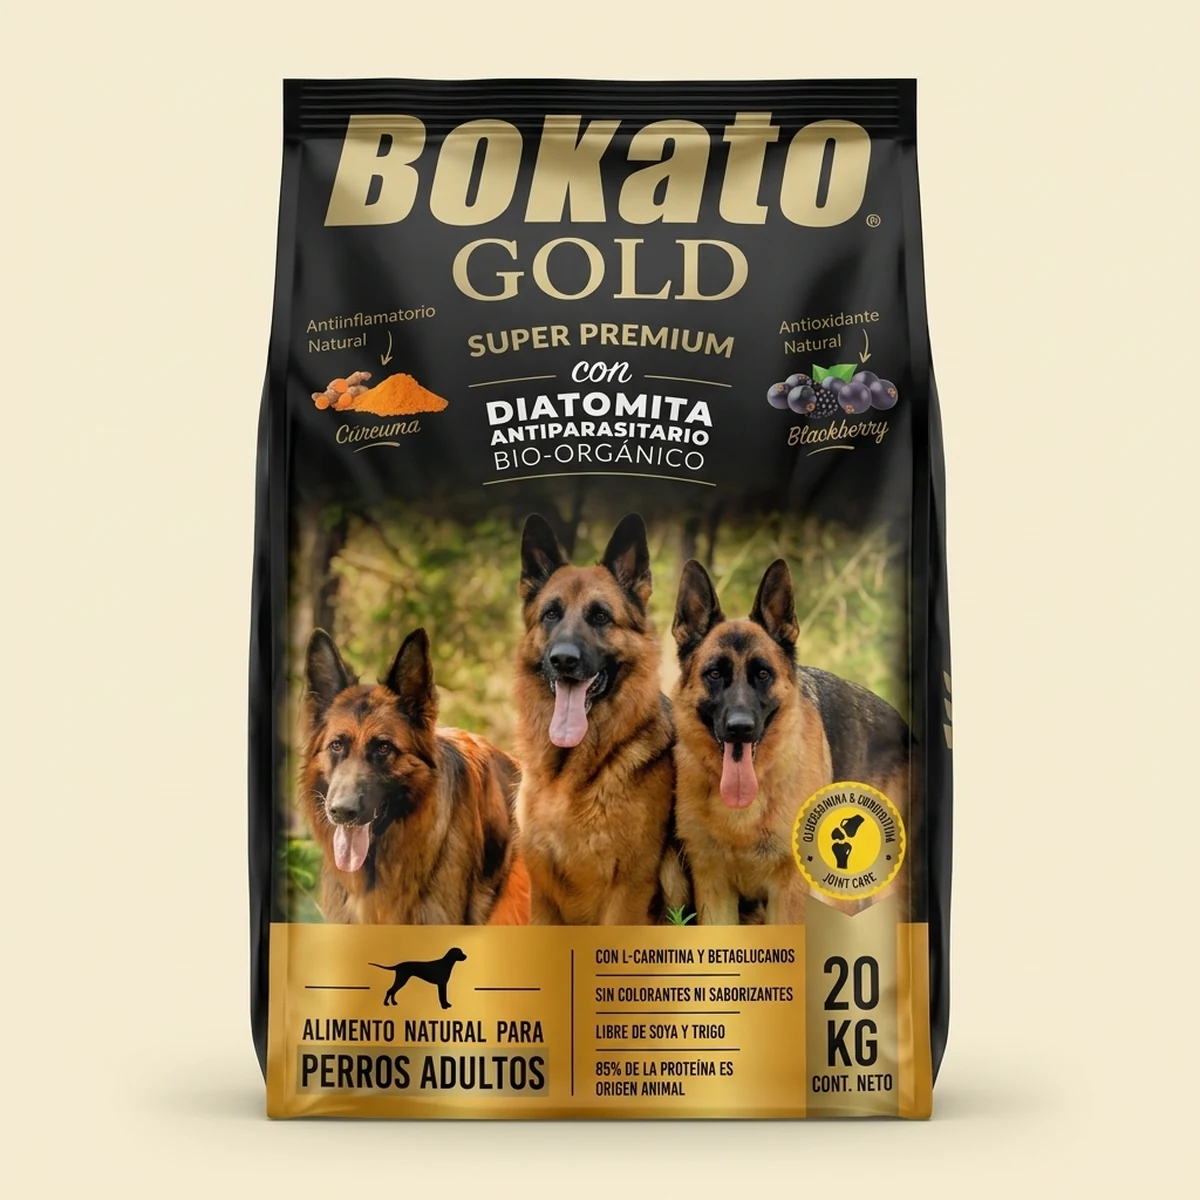 BOKATO®
GOLD
SUPER PREMIUM
con
DIATOMITA
ANTIPARASITARIO
BIO-ORGÁNICO
Antiinflamatorio
Natural
Cúrcuma
Antioxidante
Natural
Blackberry
JOINT CARE
ALIMENTO NATURAL PARA
PERROS ADULTOS
CON L-CARNITINA Y BETAGLUCANOS
SIN COLORANTES NI SABORIZANTES
LIBRE DE SOYA Y TRIGO
85% DE LA PROTEÍNA ES
ORIGEN ANIMAL
20
KG
CONT. NETO